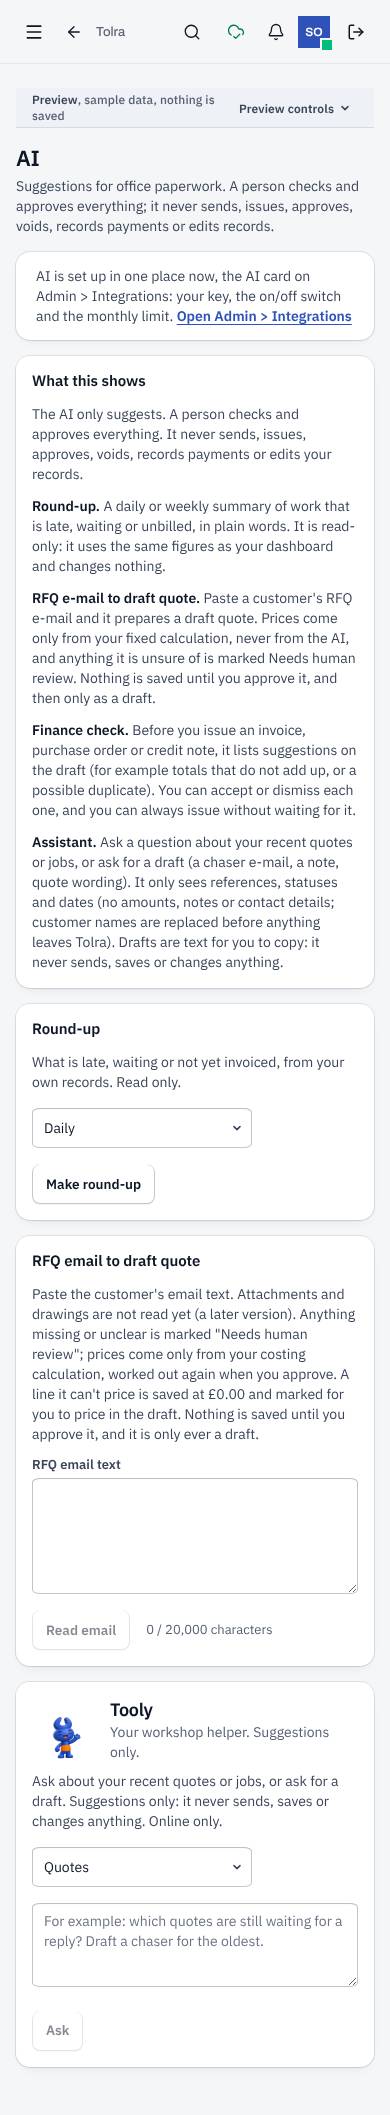 Tolra
SO
Preview, sample data, nothing is
saved
Preview controls
AI
Suggestions for office paperwork. A person checks and
approves everything; it never sends, issues, approves,
voids, records payments or edits records.
AI is set up in one place now, the AI card on
Admin > Integrations: your key, the on/off switch
and the monthly limit. Open Admin > Integrations
What this shows
The AI only suggests. A person checks and
approves everything. It never sends, issues,
approves, voids, records payments or edits your
records.
Round-up. A daily or weekly summary of work that
is late, waiting or unbilled, in plain words. It is read-
only: it uses the same figures as your dashboard
and changes nothing.
RFQ e-mail to draft quote. Paste a customer's RFQ
e-mail and it prepares a draft quote. Prices come
only from your fixed calculation, never from the AI,
and anything it is unsure of is marked Needs human
review. Nothing is saved until you approve it, and
then only as a draft.
Finance check. Before you issue an invoice,
purchase order or credit note, it lists suggestions on
the draft (for example totals that do not add up, or a
possible duplicate). You can accept or dismiss each
one, and you can always issue without waiting for it.
Assistant. Ask a question about your recent quotes
or jobs, or ask for a draft (a chaser e-mail, a note,
quote wording). It only sees references, statuses
and dates (no amounts, notes or contact details;
customer names are replaced before anything
leaves Tolra). Drafts are text for you to copy: it
never sends, saves or changes anything.
Round-up
What is late, waiting or not yet invoiced, from your
own records. Read only.
Daily
Make round-up
RFQ email to draft quote
Paste the customer's email text. Attachments and
drawings are not read yet (a later version). Anything
missing or unclear is marked "Needs human
review"; prices come only from your costing
calculation, worked out again when you approve. A
line it can't price is saved at £0.00 and marked for
you to price in the draft. Nothing is saved until you
approve it, and it is only ever a draft.
RFQ email text
Read email
0 / 20,000 characters
Tooly
Your workshop helper. Suggestions
only.
Ask about your recent quotes or jobs, or ask for a
draft. Suggestions only: it never sends, saves or
changes anything. Online only.
Quotes
For example: which quotes are still waiting for a
reply? Draft a chaser for the oldest.
Ask